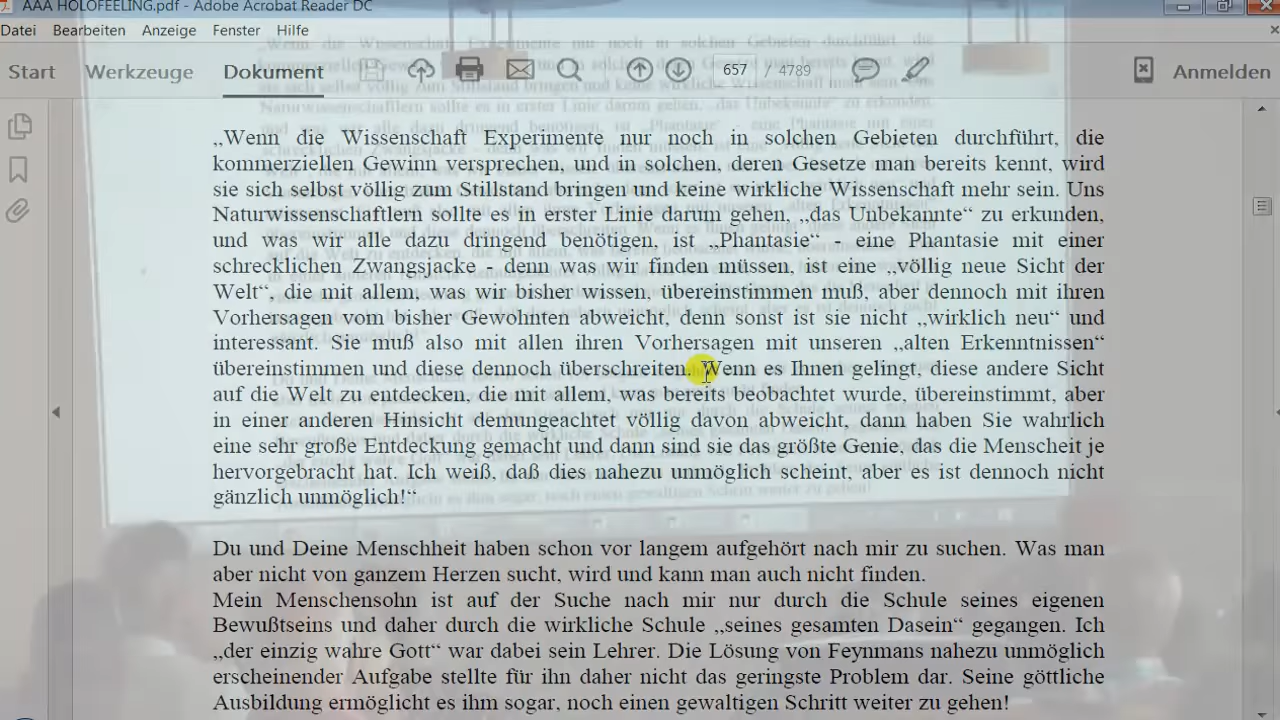 AAA HOLOFEELING.pdf - Adobe Acrobat Reader DC
Datei Bearbeiten Anzeige Fenster Hilfe
Start Werkzeuge Dokument 657 / 4789 Anmelden
„Wenn die Wissenschaft Experimente nur noch in solchen Gebieten durchführt, die
kommerziellen Gewinn versprechen, und in solchen, deren Gesetze man bereits kennt, wird
sie sich selbst völlig zum Stillstand bringen und keine wirkliche Wissenschaft mehr sein. Uns
Naturwissenschaftlern sollte es in erster Linie darum gehen, „das Unbekannte“ zu erkunden,
und was wir alle dazu dringend benötigen, ist „Phantasie“ - eine Phantasie mit einer
schrecklichen Zwangsjacke - denn was wir finden müssen, ist eine „völlig neue Sicht der
Welt“, die mit allem, was wir bisher wissen, übereinstimmen muß, aber dennoch mit ihren
Vorhersagen vom bisher Gewohnten abweicht, denn sonst ist sie nicht „wirklich neu“ und
interessant. Sie muß also mit allen ihren Vorhersagen mit unseren „alten Erkenntnissen“
übereinstimmen und diese dennoch überschreiten. Wenn es Ihnen gelingt, diese andere Sicht
auf die Welt zu entdecken, die mit allem, was bereits beobachtet wurde, übereinstimmt, aber
in einer anderen Hinsicht demungeachtet völlig davon abweicht, dann haben Sie wahrlich
eine sehr große Entdeckung gemacht und dann sind sie das größte Genie, das die Menscheit je
hervorgebracht hat. Ich weiß, daß dies nahezu unmöglich scheint, aber es ist dennoch nicht
gänzlich unmöglich!“
Du und Deine Menschheit haben schon vor langem aufgehört nach mir zu suchen. Was man
aber nicht von ganzem Herzen sucht, wird und kann man auch nicht finden.
Mein Menschensohn ist auf der Suche nach mir nur durch die Schule seines eigenen
Bewußtseins und daher durch die wirkliche Schule „seines gesamten Dasein“ gegangen. Ich
„der einzig wahre Gott“ war dabei sein Lehrer. Die Lösung von Feynmans nahezu unmöglich
erscheinender Aufgabe stellte für ihn daher nicht das geringste Problem dar. Seine göttliche
Ausbildung ermöglicht es ihm sogar, noch einen gewaltigen Schritt weiter zu gehen!